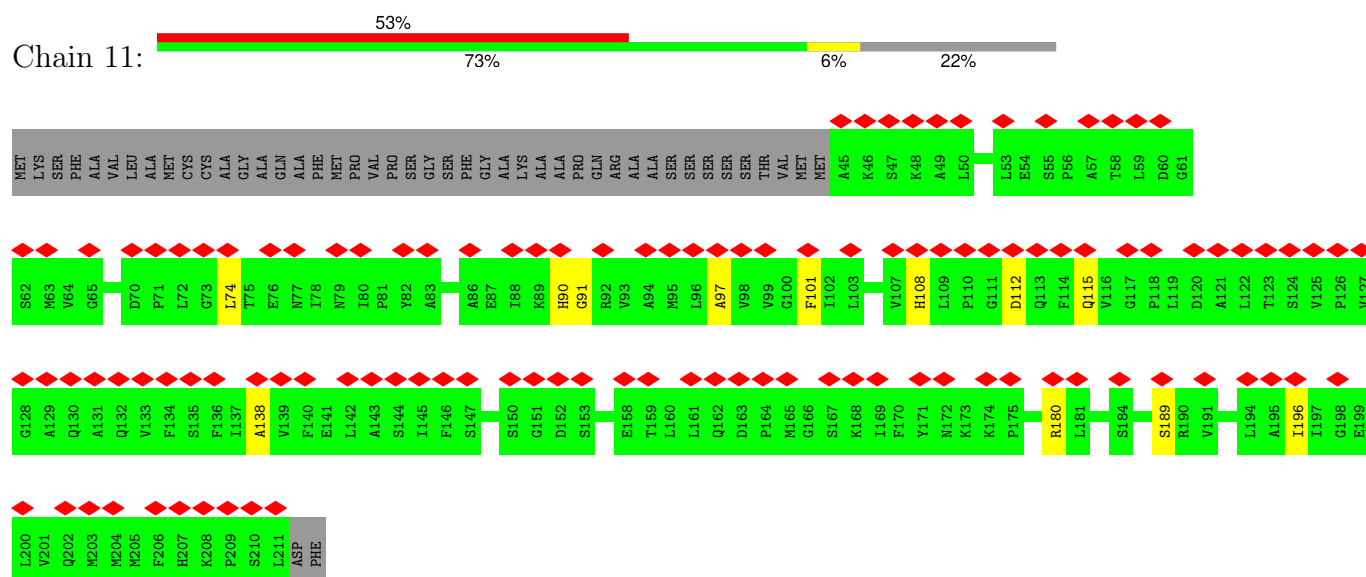 53%
Chain 11:
73% 6% 22%
MET LYS SER PHE ALA VAL LEU ALA MET CYS CYS ALA GLY ALA GLN ALA PHE MET PRO VAL PRO SER GLY SER PHE GLY ALA LYS ALA ALA PRO GLN ARG ALA ALA SER SER SER SER SER SER THR VAL MET MET A45 K46 S47 K48 A49 L50 L53 E54 S55 P56 A57 T58 L59 D60 G61
S62 M63 V64 G65 D70 P71 L72 G73 L74 T75 E76 N77 I78 N79 I80 P81 Y82 A83 A86 E87 I88 K89 H90 G91 R92 V93 A94 M95 L96 A97 V98 V99 G100 F101 I102 L103 V107 H108 L109 P110 G111 D112 Q113 F114 Q115 V116 G117 P118 L119 D120 A121 L122 T123 S124 V125 P126 V127
G128 A129 Q130 A131 Q132 V133 F134 S135 F136 I137 A138 V139 F140 E141 L142 A143 S144 I145 F146 S147 S150 G151 D152 S153 E158 T159 L160 L161 Q162 D163 P164 M165 G166 S167 K168 I169 F170 Y171 N172 K173 K174 P175 R180 L181 S184 S189 R190 V191 L194 A195 I196 I197 G198 E199
L200 V201 Q202 M203 M204 M205 F206 H207 K208 P209 S210 L211 ASP PHE